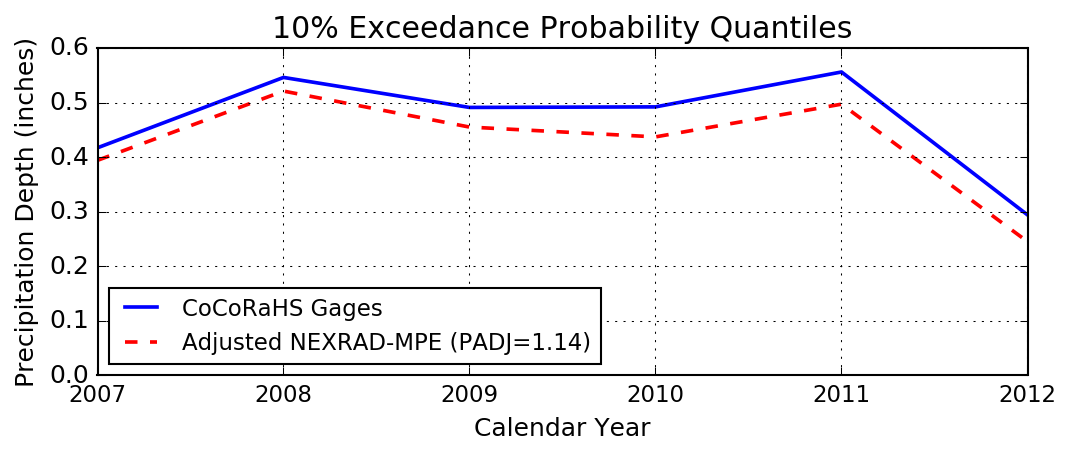 10% Exceedance Probability Quantiles
Precipitation Depth (inches)
0.6
0.5
0.4
0.3
0.2
0.1
0.0
CoCoRaHS Gages
Adjusted NEXRAD-MPE (PADJ=1.14)
2007 2008 2009 2010 2011 2012
Calendar Year